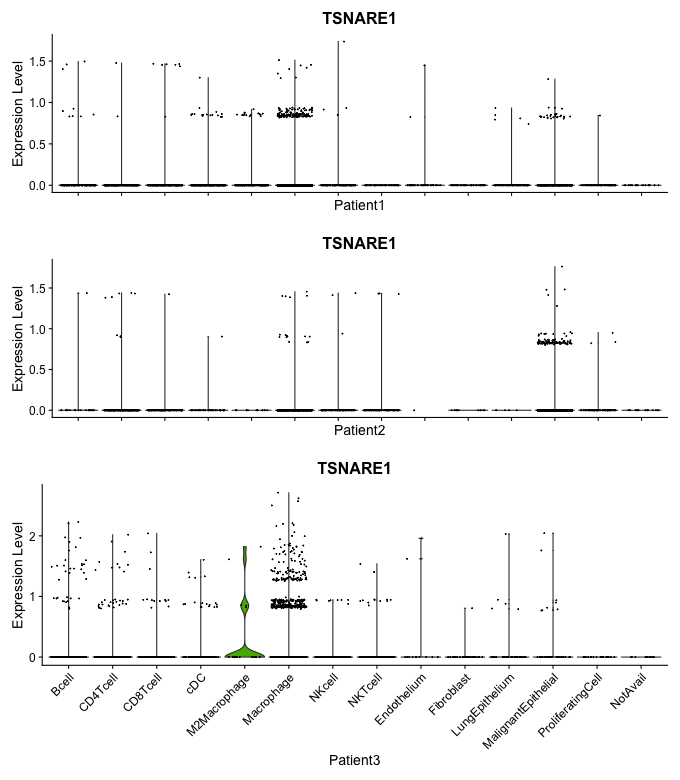 TSNARE1
Expression Level
1.5
1.0
0.5
0.0
Patient1
TSNARE1
Expression Level
1.5
1.0
0.5
0.0
Patient2
TSNARE1
Expression Level
2
1
0
Bcell
CD4Tcell
CD8Tcell
cDC
M2Macrophage
Macrophage
NKcell
NKTcell
Endothelium
Fibroblast
LungEpithelium
MalignantEpithelial
ProliferatingCell
NotAvail
Patient3